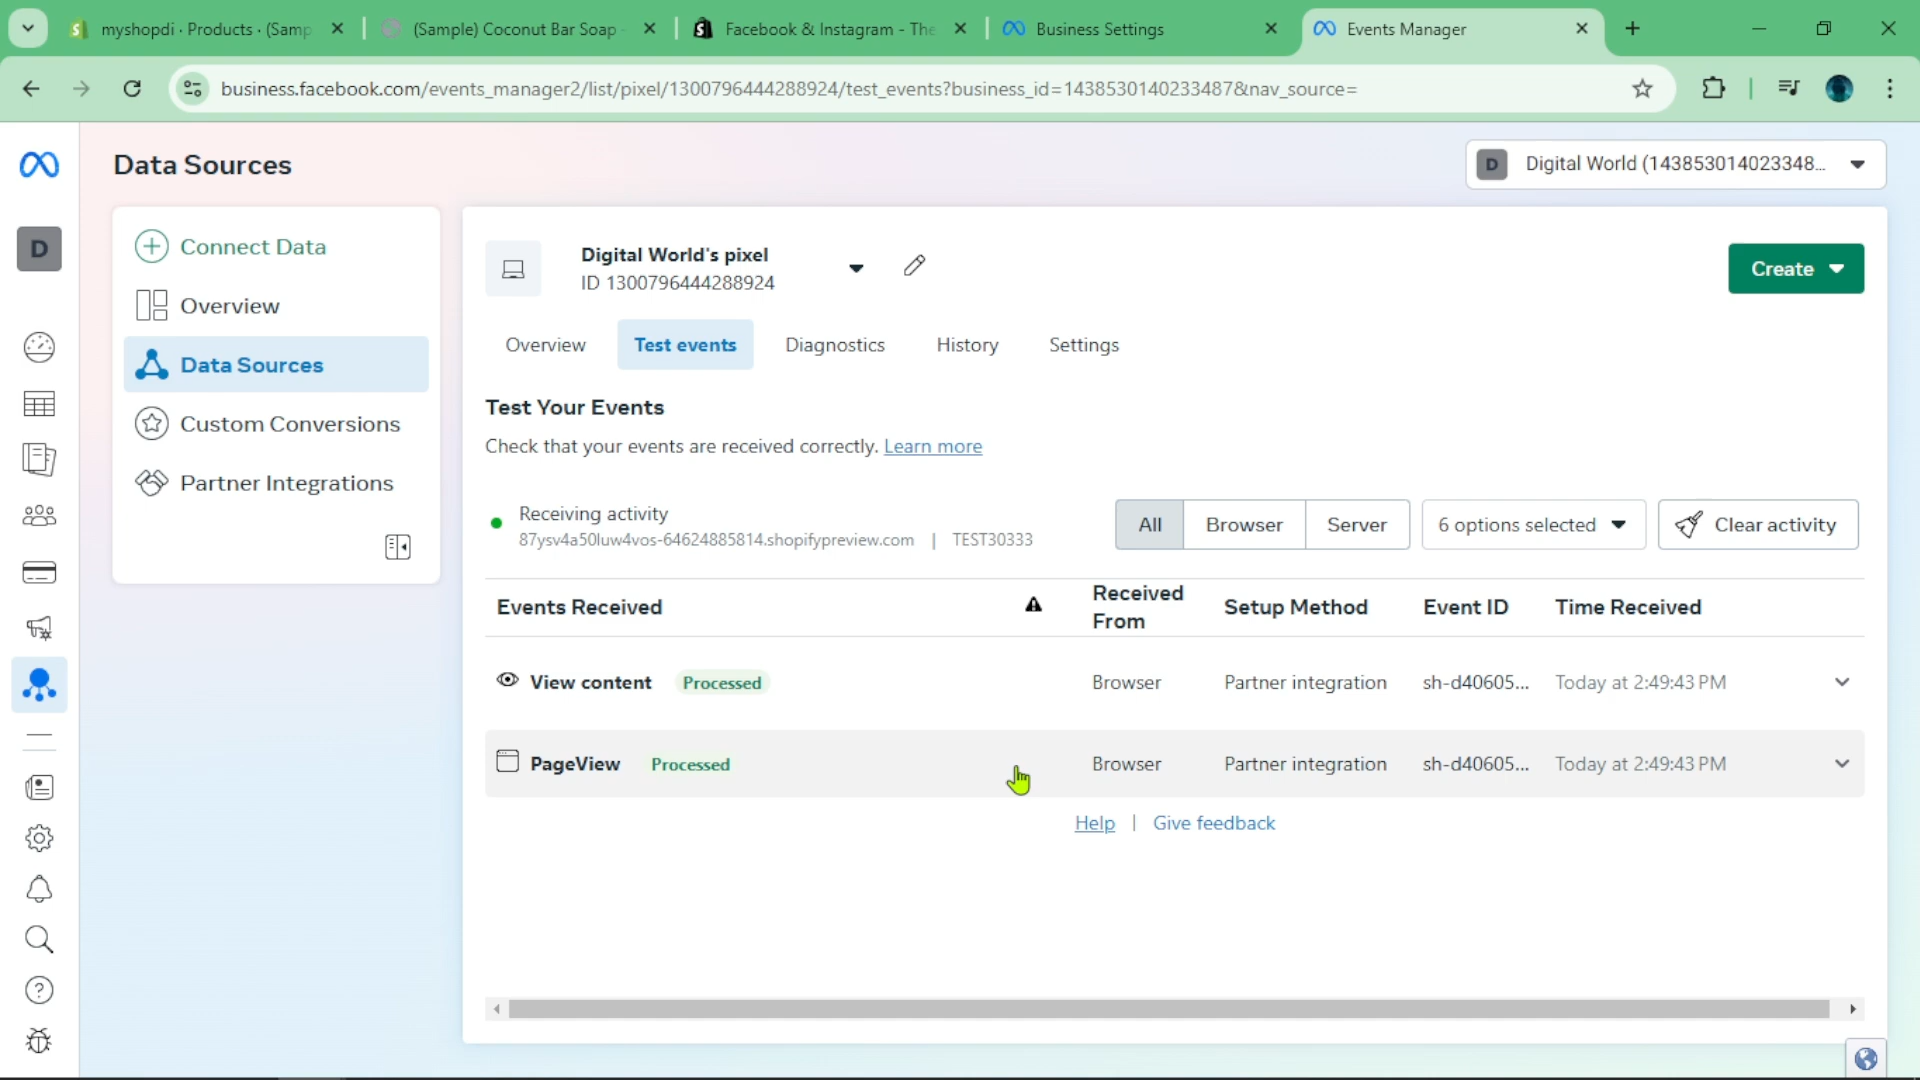 myshopdi · Products · (Samp
(Sample) Coconut Bar Soap
Facebook & Instagram - The
Business Settings
Events Manager
business.facebook.com/events_manager2/list/pixel/1300796444288924/test_events?business_id=1438530140233487&nav_source=
Data Sources
D Digital World (143853014023348...
D
Connect Data
Overview
Data Sources
Custom Conversions
Partner Integrations
Digital World's pixel
ID 1300796444288924
Create
Overview Test events Diagnostics History Settings
Test Your Events
Check that your events are received correctly. Learn more
Receiving activity
87ysv4a50luw4vos-64624885814.shopifypreview.com | TEST30333
All Browser Server 6 options selected Clear activity
Events Received Received From Setup Method Event ID Time Received
View content Processed Browser Partner integration sh-d40605... Today at 2:49:43 PM
PageView Processed Browser Partner integration sh-d40605... Today at 2:49:43 PM
Help | Give feedback